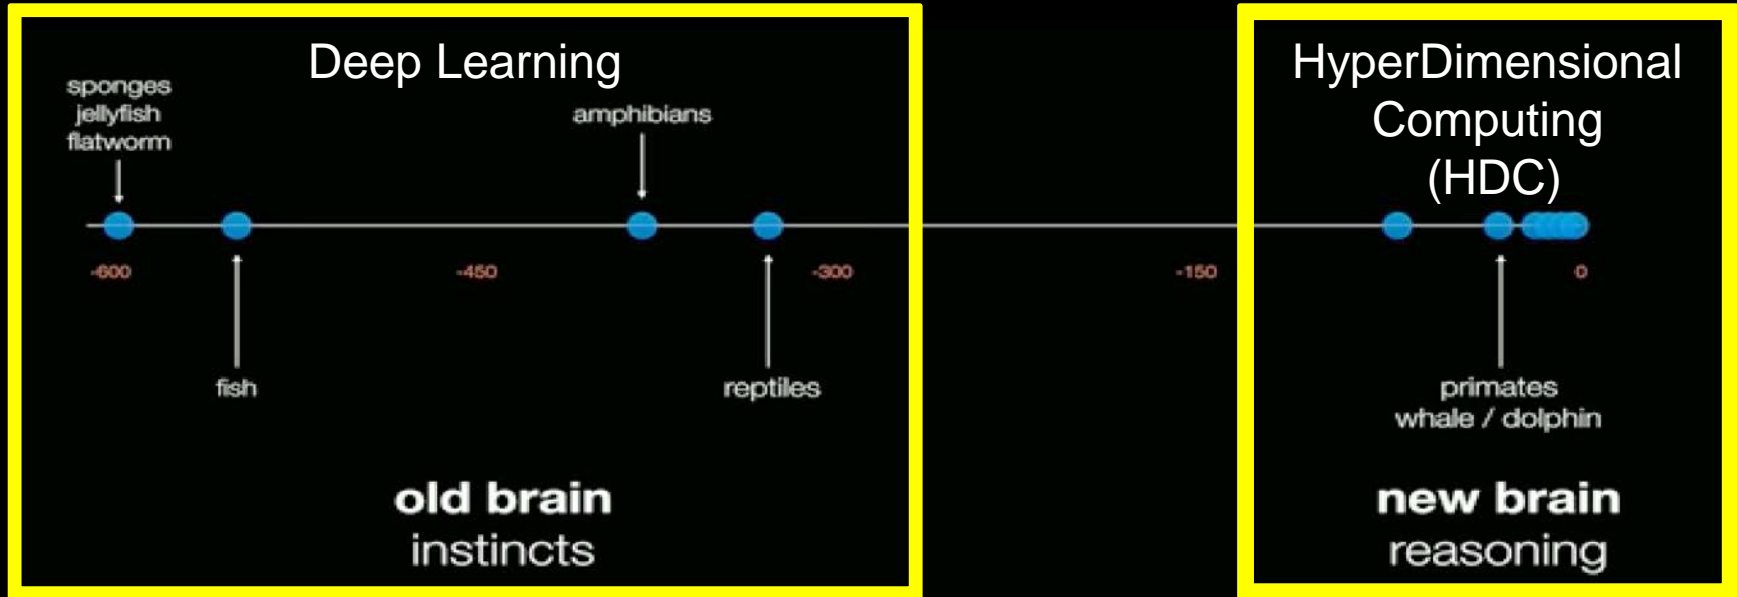 Deep Learning
sponges
jellyfish
flatworm
amphibians
-600
-450
-300
fish
reptiles
old brain
instincts
-150
HyperDimensional
Computing
(HDC)
0
primates
whale / dolphin
new brain
reasoning